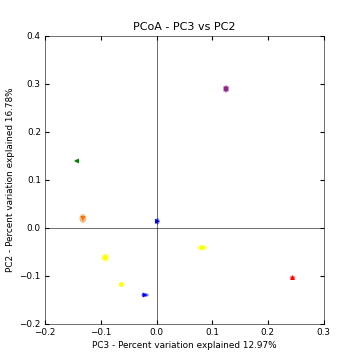 PCoA - PC3 vs PC2
0.4
0.3
0.2
0.1
0.0
−0.1
−0.2
PC2 - Percent variation explained 16.78%
−0.2 −0.1 0.0 0.1 0.2 0.3
PC3 - Percent variation explained 12.97%